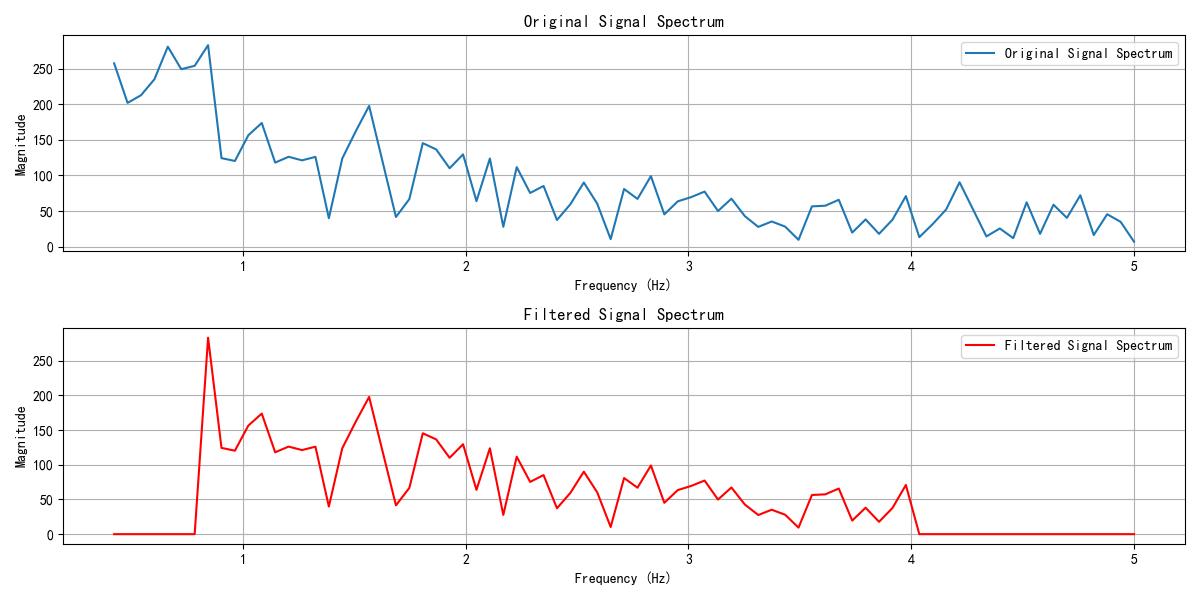 Original Signal Spectrum
Original Signal Spectrum
Magnitude
250
200
150
100
50
0
1 2 3 4 5
Frequency (Hz)
Filtered Signal Spectrum
Filtered Signal Spectrum
Magnitude
250
200
150
100
50
0
1 2 3 4 5
Frequency (Hz)